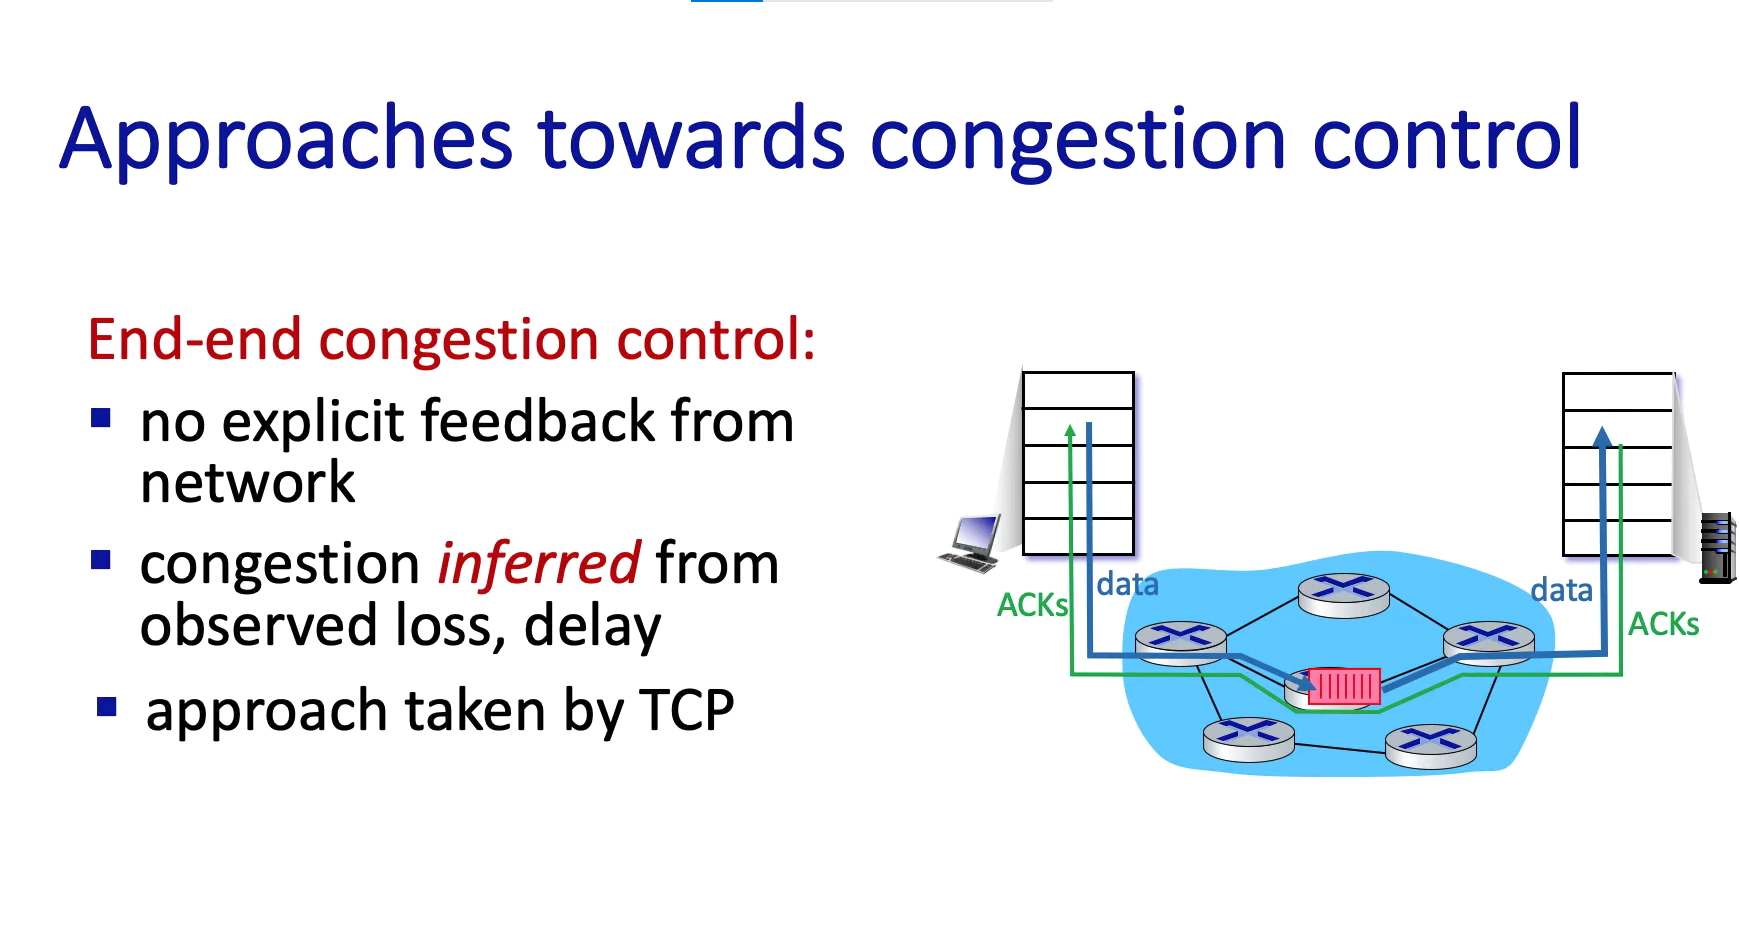 Approaches towards congestion control
End-end congestion control:
no explicit feedback from
network
congestion inferred from
observed loss, delay
approach taken by TCP
data
ACKs
data
ACKs